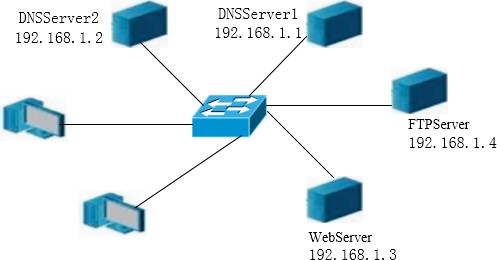 DNSServer2
192.168.1.2
DNSServer1
192.168.1.1
FTPServer
192.168.1.4
WebServer
192.168.1.3